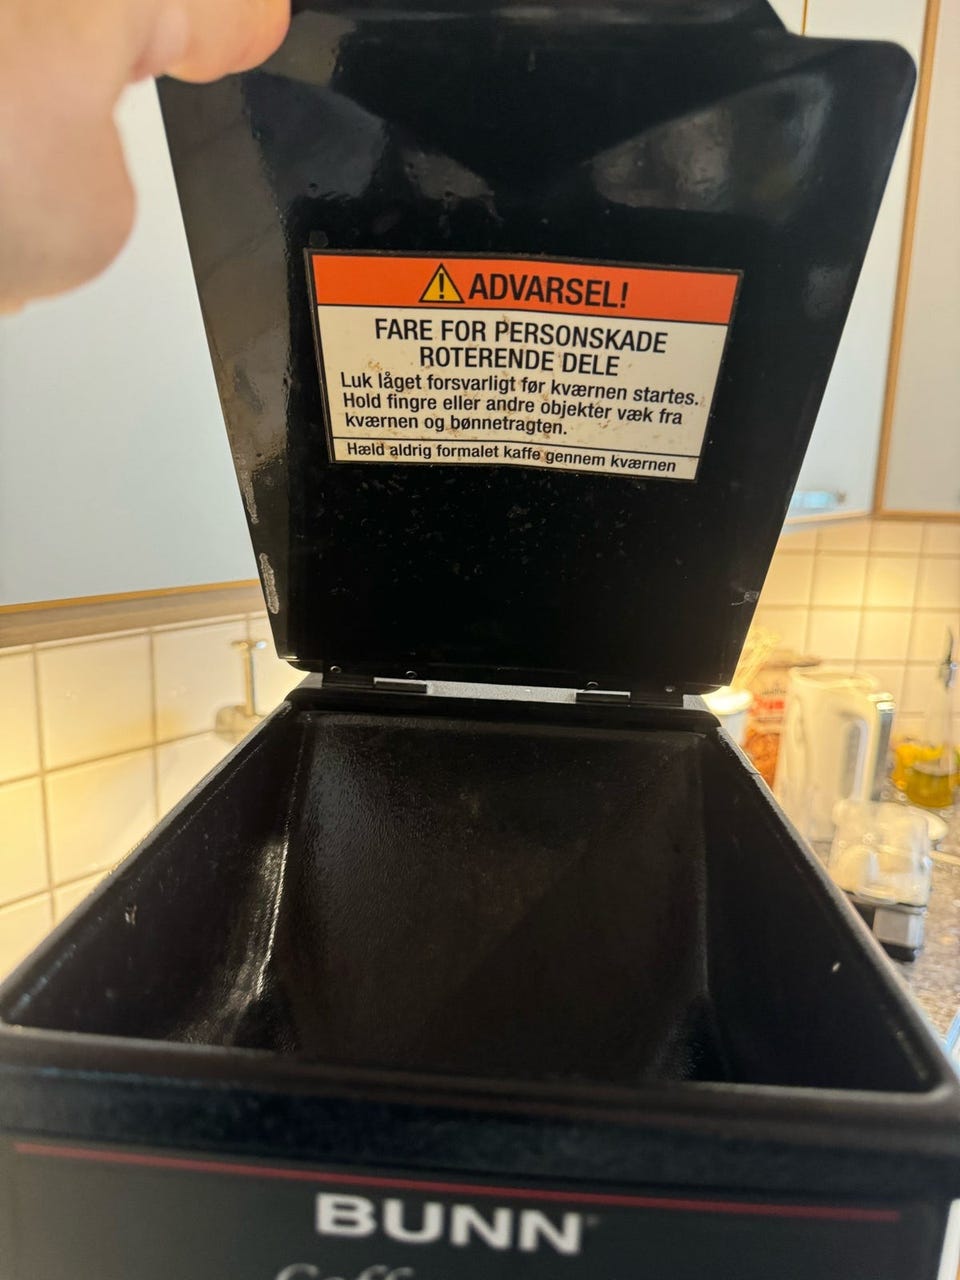 ADVARSEL!
FARE FOR PERSONSKADE
ROTERENDE DELE
Luk låget forsvarligt før kværnen startes.
Hold fingre eller andre objekter væk fra
kværnen og bønnetragten.
Hæld aldrig formalet kaffe gennem kværnen
BUNN